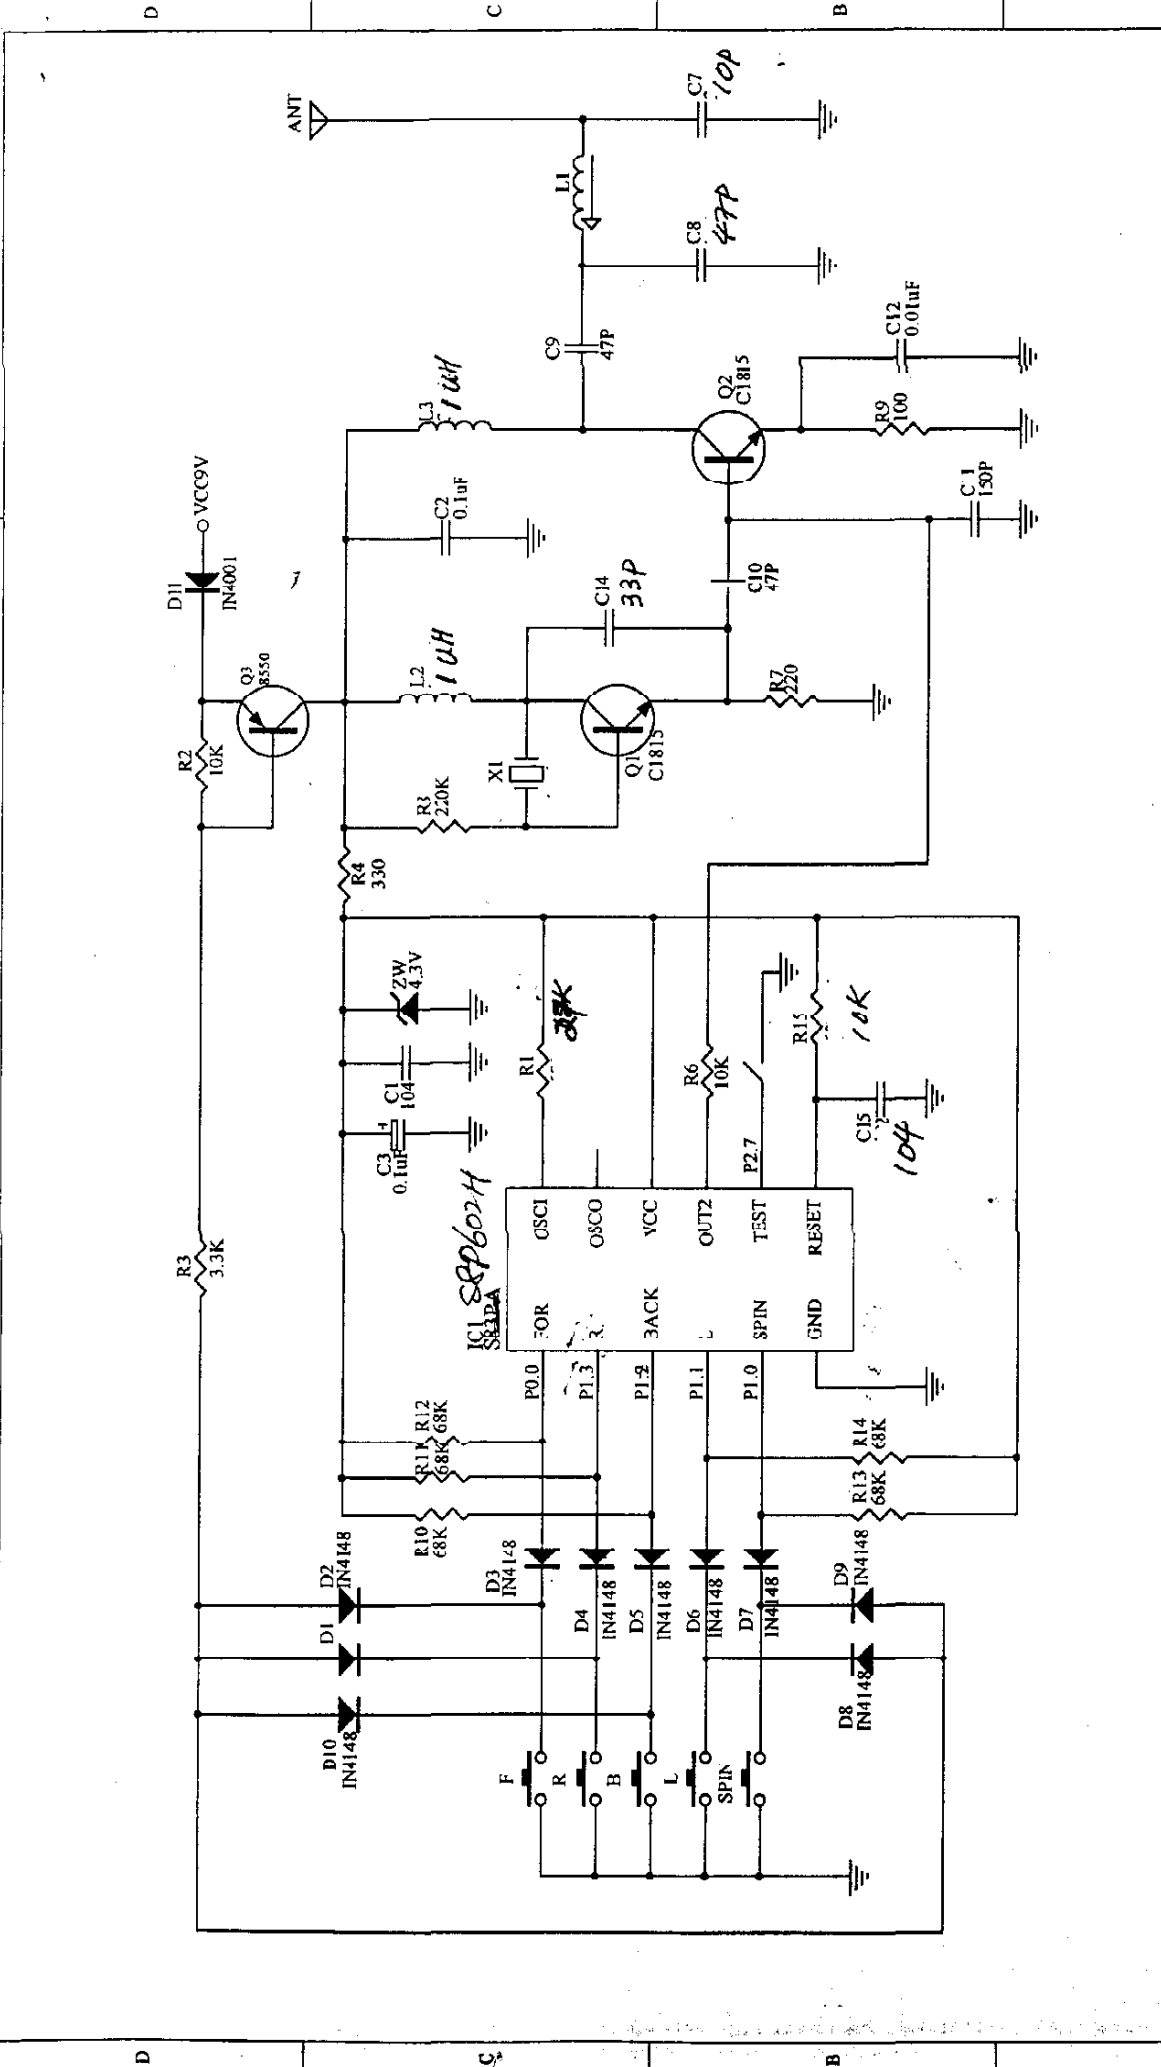 D
C
B
ANT
C7
10P
L1
C8
47P
C9
47P
C12
0.01uF
L3
1UH
Q2
C1815
R9
100
VCC9V
C2
0.1uF
C11
150P
D11
IN4001
C14
33P
C10
47P
Q3
8550
L2
1UH
R7
220
R2
10K
X1
Q1
C1815
R3
220K
R4
330
ZW
4.3V
R1
R15
10K
C1
104
R6
10K
C3
0.1uF
P2.7
C15
104
OSCI
OSCO
VCC
OUT2
TEST
RESET
R3
3.3K
IC1
FOR
BACK
SPIN
GND
P0.0
P1.3
P1.2
P1.1
P1.0
R12
68K
R11
68K
R10
68K
R14
68K
R13
68K
D2
IN4148
D1
D10
IN4148
D3
IN4148
D4
IN4148
D5
IN4148
D6
IN4148
D7
IN4148
D9
IN4148
D8
IN4148
F
R
B
L
SPIN
D
C
B